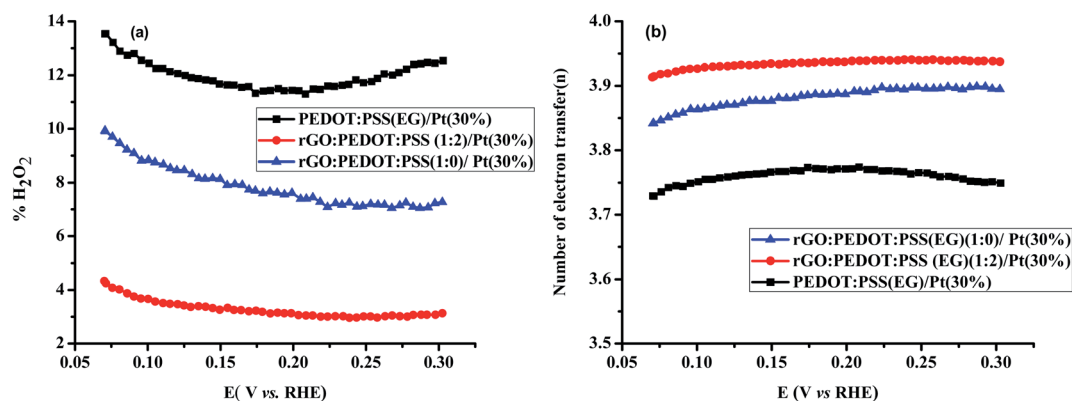 (a)
14
12
10
8
6
4
2
% H2O2
PEDOT:PSS(EG)/Pt(30%)
rGO:PEDOT:PSS (1:2)/Pt(30%)
rGO:PEDOT:PSS(1:0)/ Pt(30%)
0.05 0.10 0.15 0.20 0.25 0.30
E( V vs. RHE)
(b)
4.0
3.9
3.8
3.7
3.6
3.5
Number of electron transfer(n)
rGO:PEDOT:PSS(EG)(1:0)/ Pt(30%)
rGO:PEDOT:PSS (EG)(1:2)/Pt(30%)
PEDOT:PSS(EG)/Pt(30%)
0.05 0.10 0.15 0.20 0.25 0.30
E (V vs RHE)